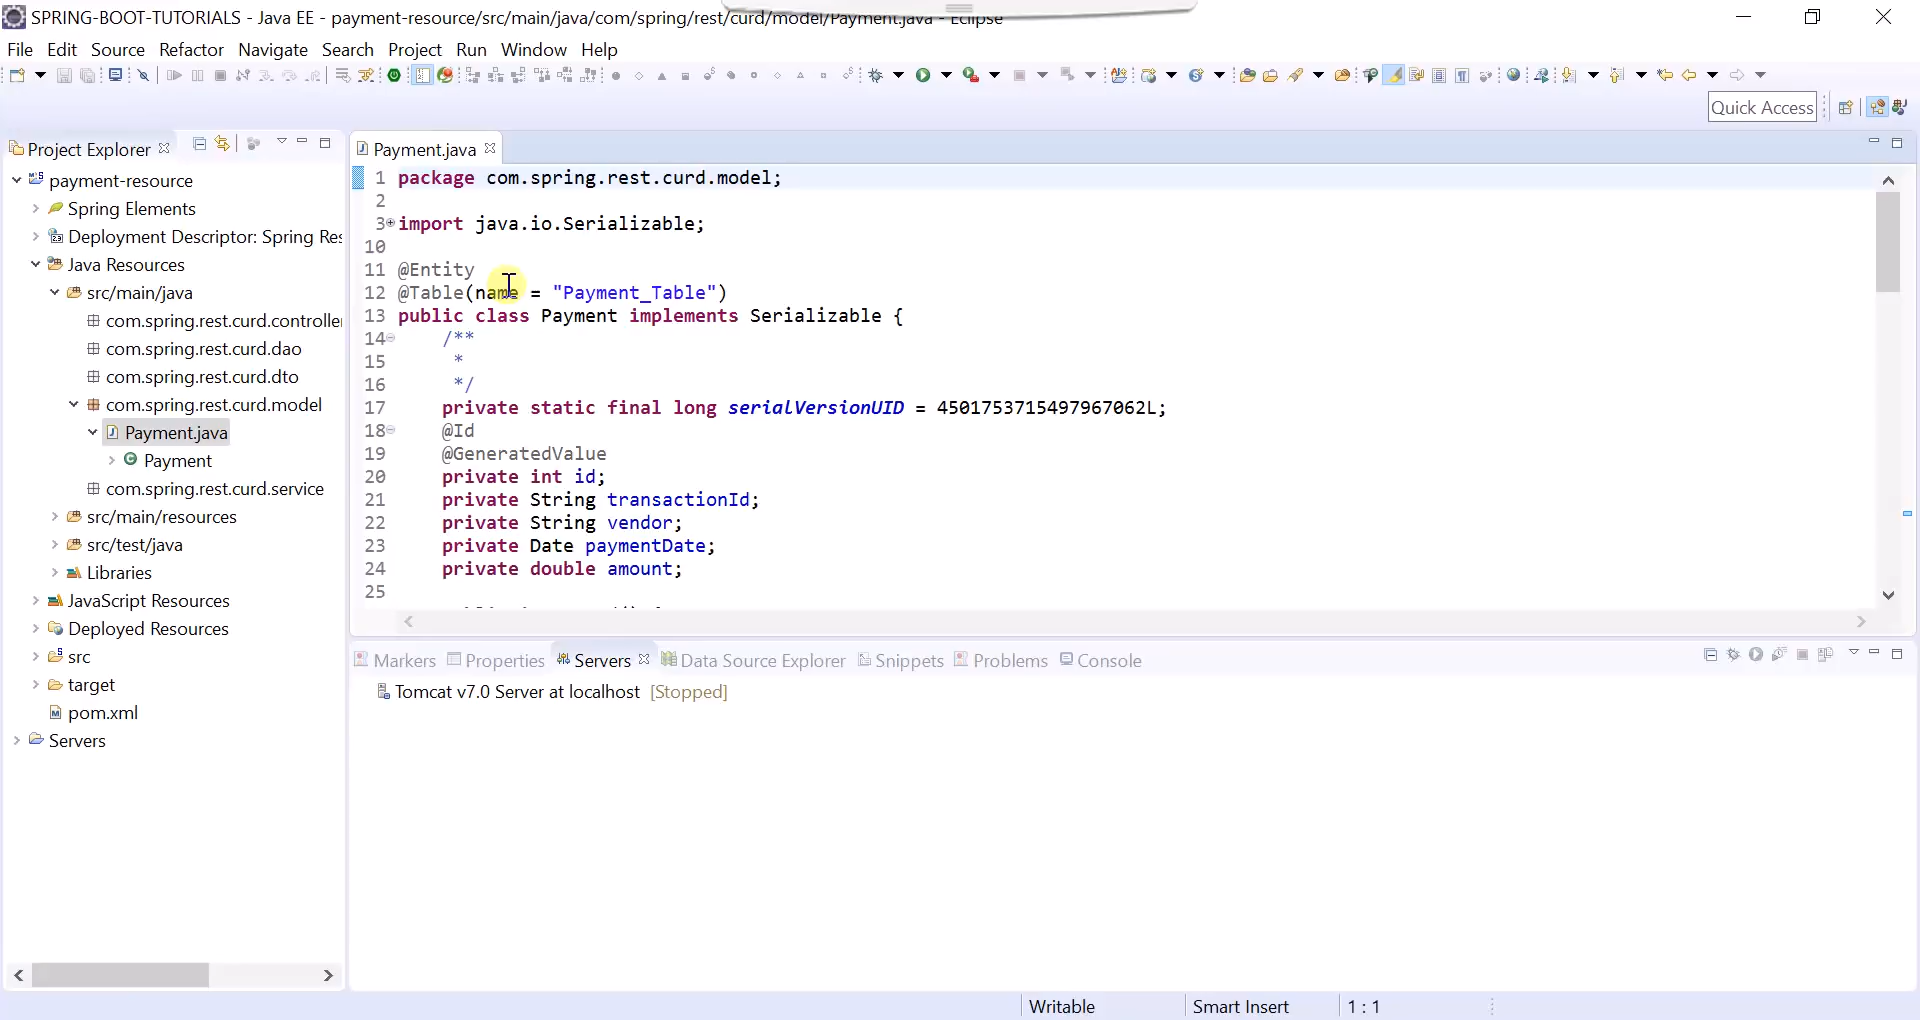 SPRING-BOOT-TUTORIALS - Java EE - payment-resource/src/main/java/com/spring/rest/curd/model/Payment.java - Eclipse
File Edit Source Refactor Navigate Search Project Run Window Help
Quick Access
Project Explorer
payment-resource
Spring Elements
Deployment Descriptor: Spring Res
Java Resources
src/main/java
com.spring.rest.curd.controller
com.spring.rest.curd.dao
com.spring.rest.curd.dto
com.spring.rest.curd.model
Payment.java
Payment
com.spring.rest.curd.service
src/main/resources
src/test/java
Libraries
JavaScript Resources
Deployed Resources
src
target
pom.xml
Servers
Payment.java
1 package com.spring.rest.curd.model;
2
3 import java.io.Serializable;
10
11 @Entity
12 @Table(name = "Payment_Table")
13 public class Payment implements Serializable {
14 /**
15 *
16 */
17 private static final long serialVersionUID = 4501753715497967062L;
18 @Id
19 @GeneratedValue
20 private int id;
21 private String transactionId;
22 private String vendor;
23 private Date paymentDate;
24 private double amount;
25
Markers Properties Servers Data Source Explorer Snippets Problems Console
Tomcat v7.0 Server at localhost [Stopped]
Writable Smart Insert 1 : 1